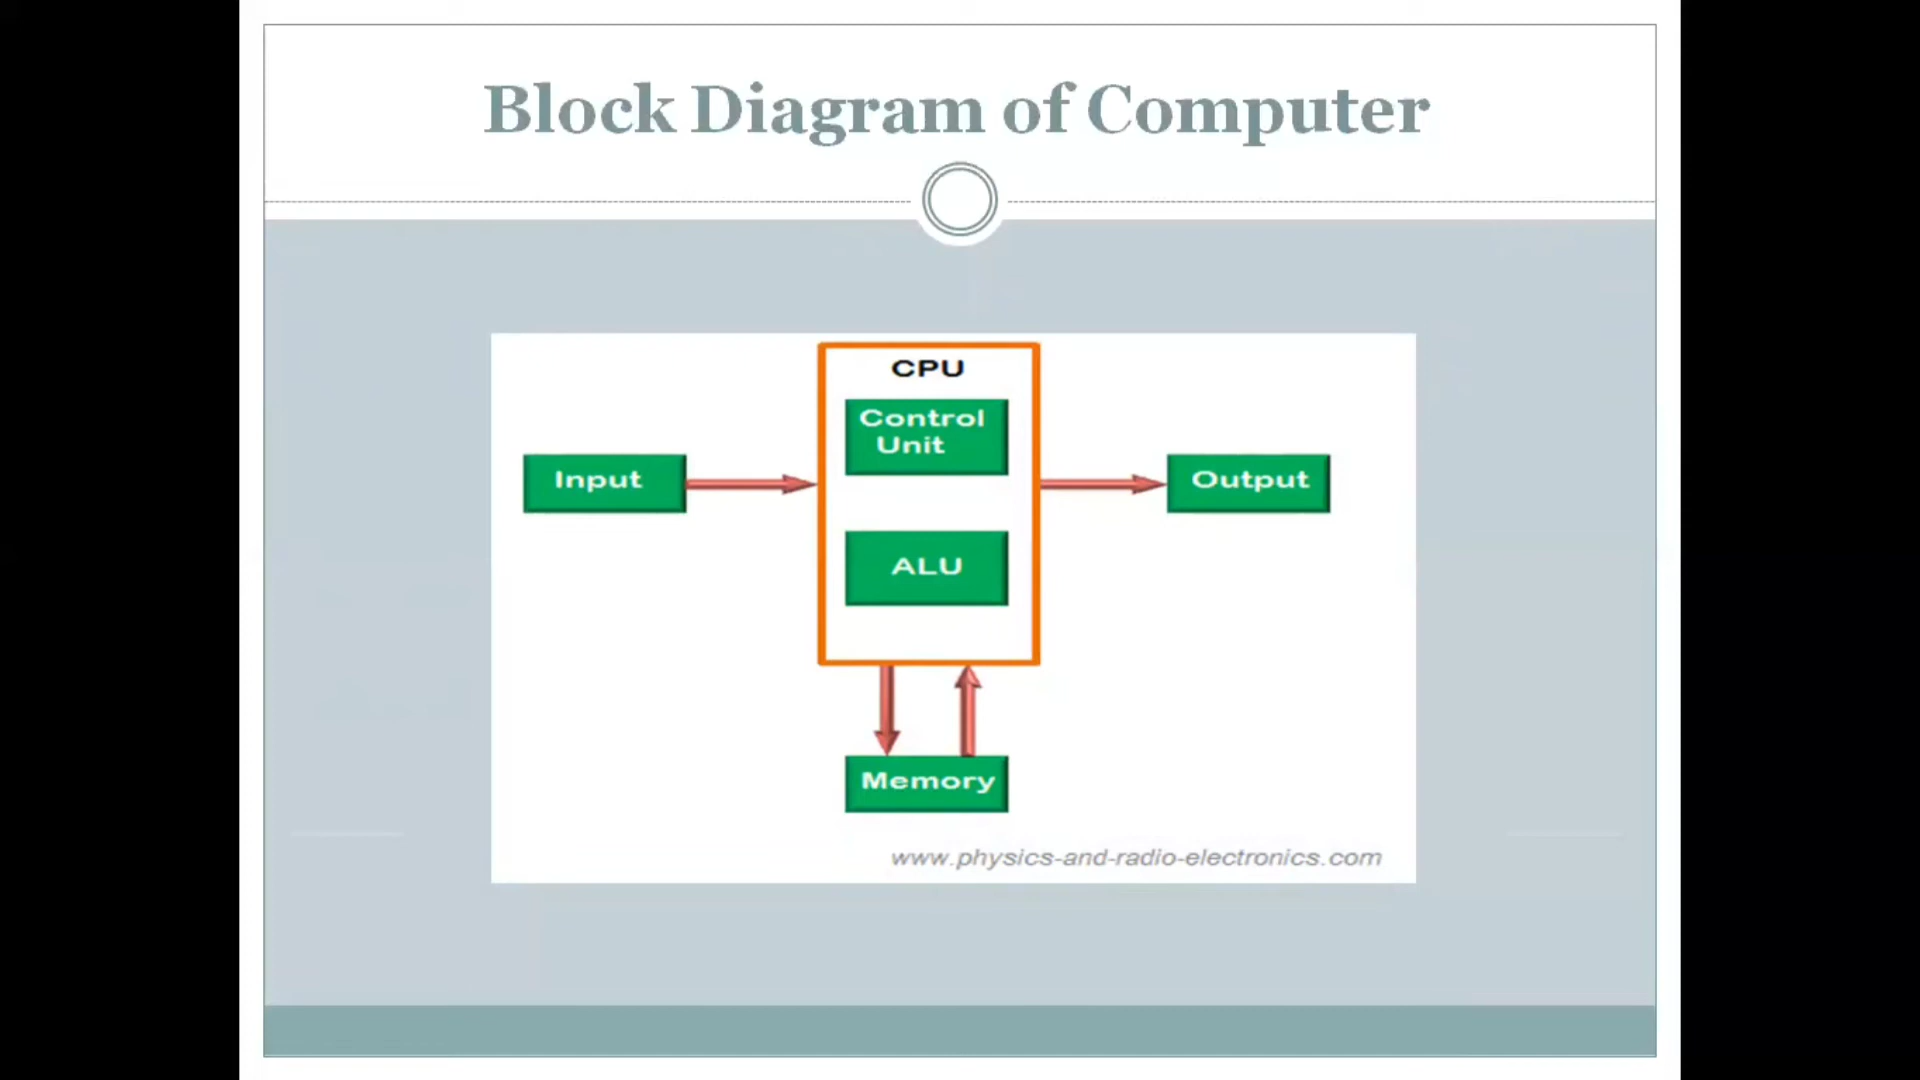 Block Diagram of Computer
CPU
Control
Unit
Input
Output
ALU
Memory
www.physics-and-radio-electronics.com